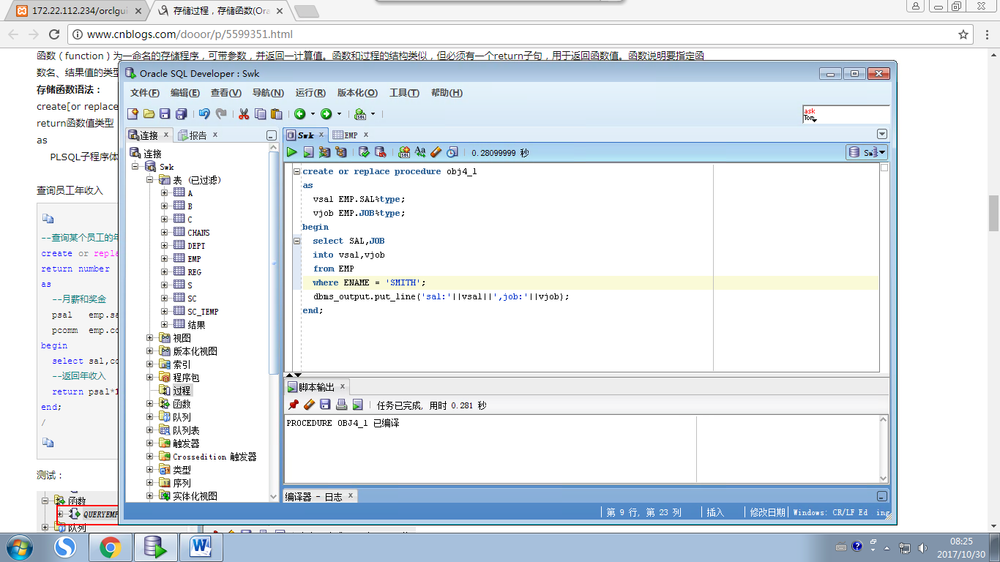 172.22.112.234/orclgui
存储过程，存储函数(Ora
www.cnblogs.com/dooor/p/5599351.html
函数（function）为一命名的存储程序，可带参数，并返回一计算值。函数和过程的结构类似，但必须有一个return子句，用于返回函数值。函数说明要指定函
数名、结果值的类型
存储函数语法：
create[or replace
return函数值类型
as
PLSQL子程序体
查询员工年收入
--查询某个员工的年
create or repla
return number
as
--月薪和奖金
psal emp.sa
pcomm emp.co
begin
select sal,co
--返回年收入
return psal*1
end;
/
测试：
函数
QUERYEMP
队列
Oracle SQL Developer : Swk
文件(F) 编辑(E) 查看(V) 导航(N) 运行(R) 版本化(O) 工具(T) 帮助(H)
SQL
ask
Tom
连接 报告
连接
Swk
表 (已过滤)
A
B
C
CHANS
DEPT
EMP
REG
S
SC
SC_TEMP
结果
视图
版本化视图
索引
程序包
过程
函数
队列
队列表
触发器
Crossedition 触发器
类型
序列
实体化视图
Swk EMP
0.28099999 秒
create or replace procedure obj4_1
as
vsal EMP.SAL%type;
vjob EMP.JOB%type;
begin
select SAL,JOB
into vsal,vjob
from EMP
where ENAME = 'SMITH';
dbms_output.put_line('sal:'||vsal||',job:'||vjob);
end;
脚本输出
任务已完成, 用时 0.281 秒
PROCEDURE OBJ4_1 已编译
编译器 - 日志
第 9 行, 第 23 列 插入 修改日期 Windows: CR/LF Ed ing
08:25
2017/10/30